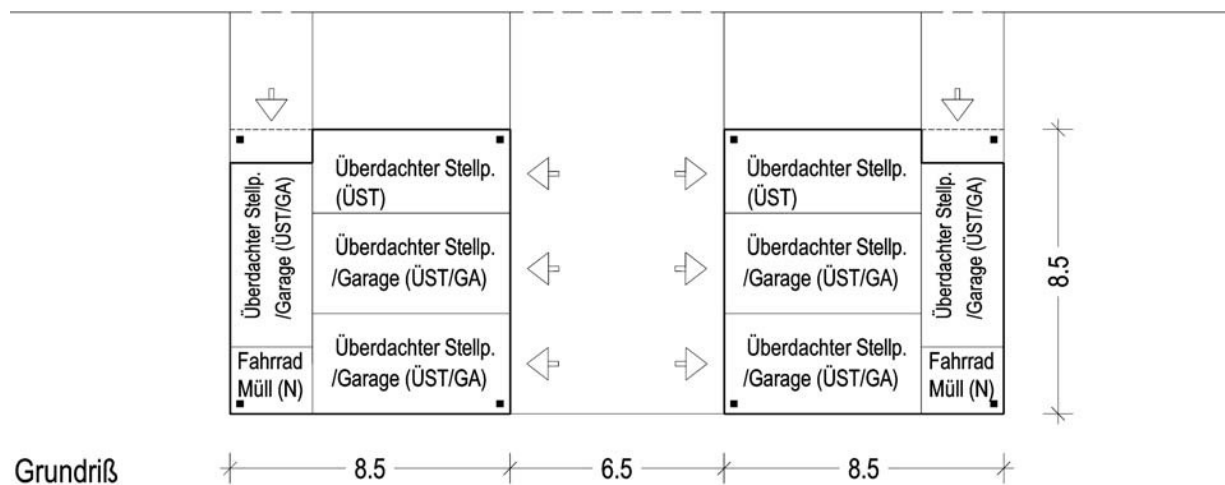 Überdachter Stellp.
/Garage (ÜST/GA)
Überdachter Stellp.
(ÜST)
Überdachter Stellp.
/Garage (ÜST/GA)
Überdachter Stellp.
/Garage (ÜST/GA)
Fahrrad
Müll (N)
Überdachter Stellp.
(ÜST)
Überdachter Stellp.
/Garage (ÜST/GA)
Überdachter Stellp.
/Garage (ÜST/GA)
Überdachter Stellp.
/Garage (ÜST/GA)
Fahrrad
Müll (N)
8.5
Grundriß
8.5
6.5
8.5